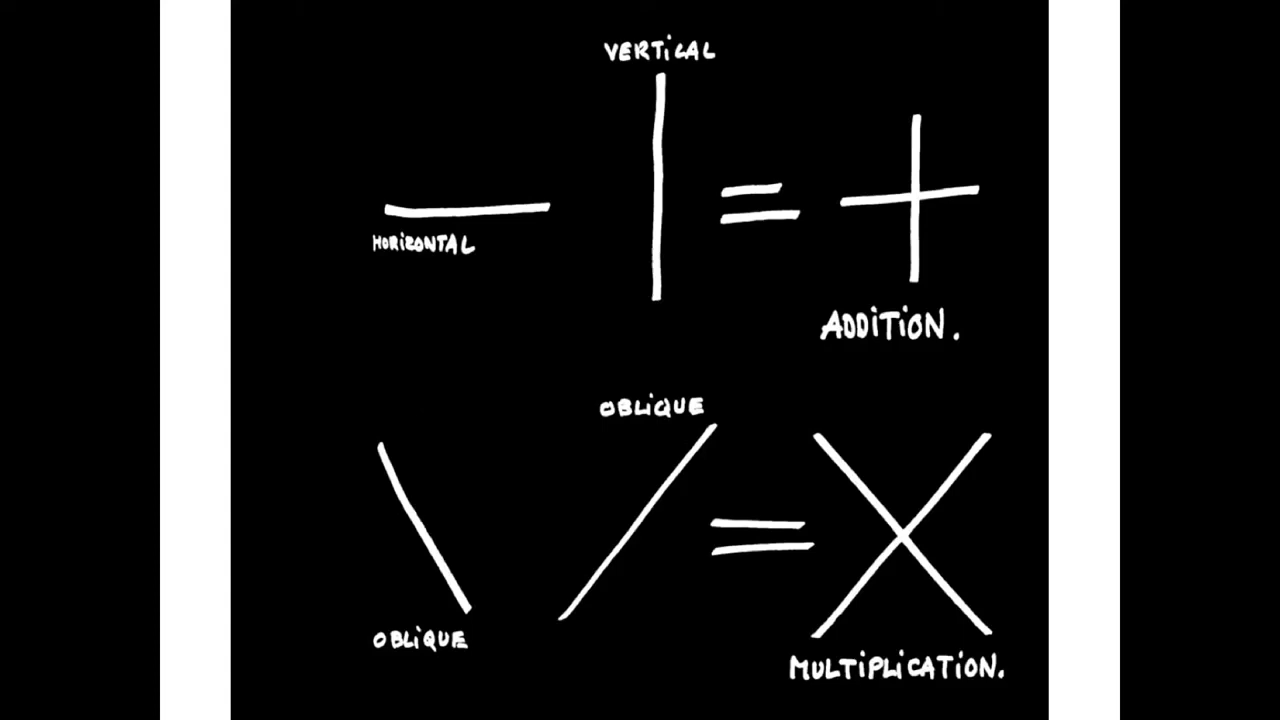 VERTICAL
HORIZONTAL
=
+
ADDITION.
OBLIQUE
OBLIQUE
=
X
MULTIPLICATION.